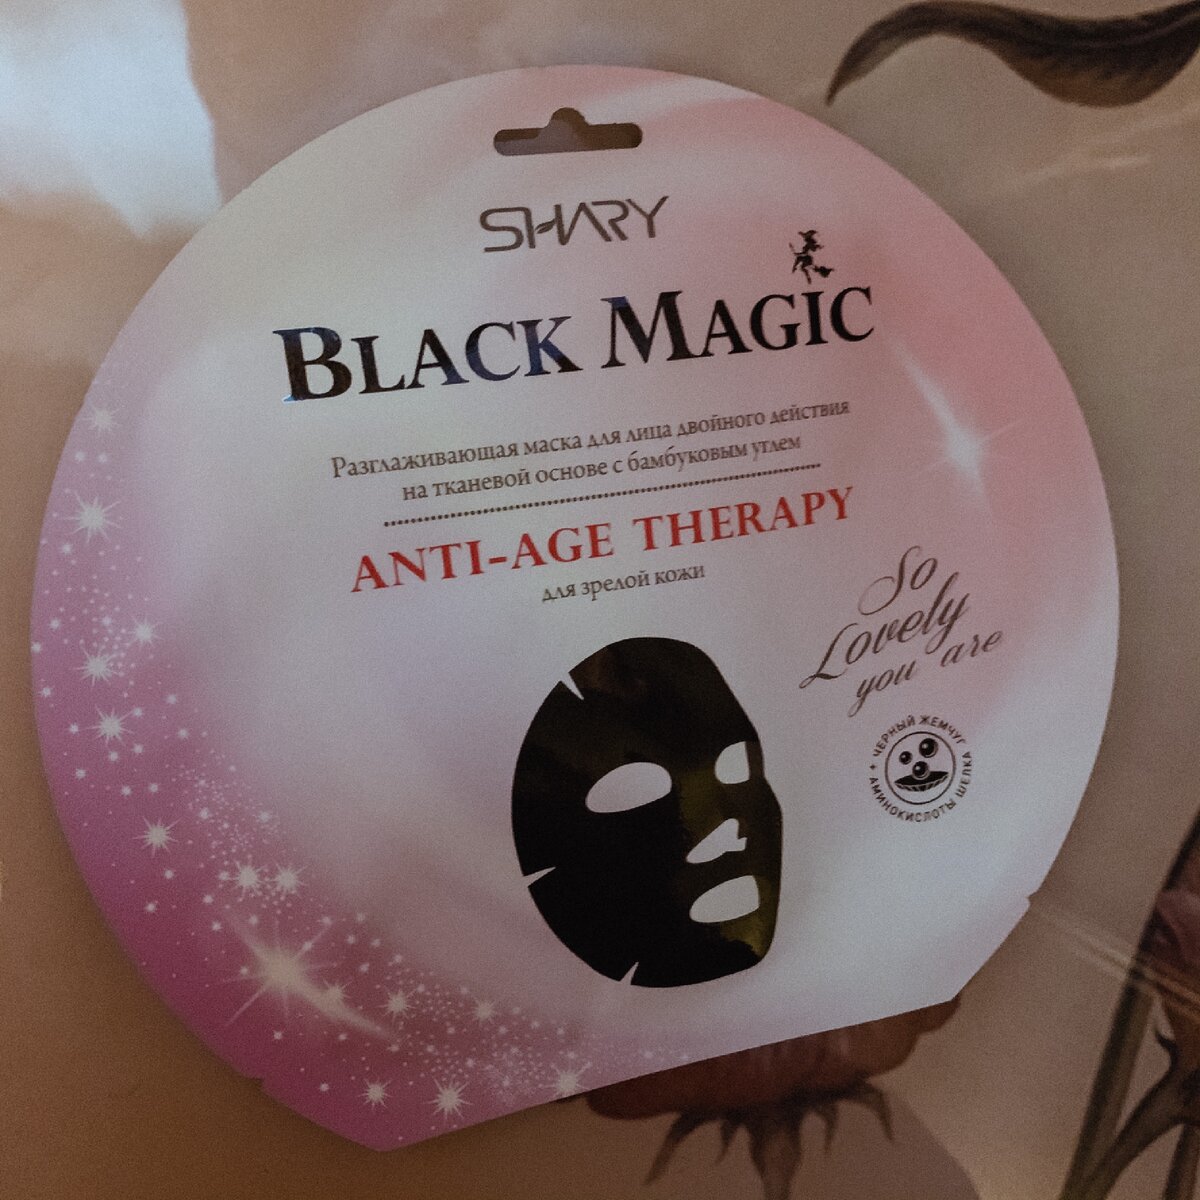 SHARY
BLACK MAGIC
Разглаживающая маска для лица двойного действия
на тканевой основе с бамбуковым углем
ANTI-AGE THERAPY
для зрелой кожи
So
Lovely
you are
ЧЕРНЫЙ ЖЕМЧУГ
АМИНОКИСЛОТЫ ШЕЛКА